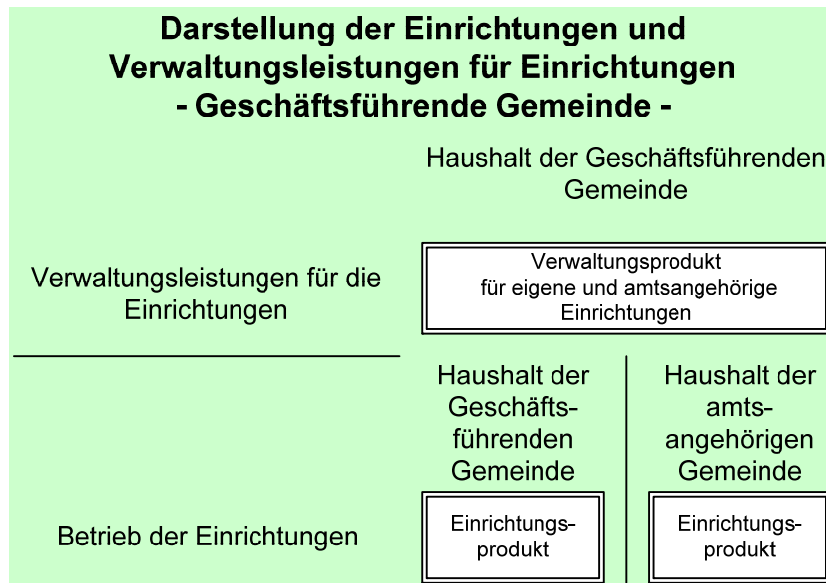 Darstellung der Einrichtungen und
Verwaltungsleistungen für Einrichtungen
- Geschäftsführende Gemeinde -
Haushalt der Geschäftsführenden
Gemeinde
Verwaltungsleistungen für die
Einrichtungen
Verwaltungsprodukt
für eigene und amtsangehörige
Einrichtungen
Haushalt der
Geschäfts-
führenden
Gemeinde
Haushalt der
amts-
angehörigen
Gemeinde
Betrieb der Einrichtungen
Einrichtungs-
produkt
Einrichtungs-
produkt